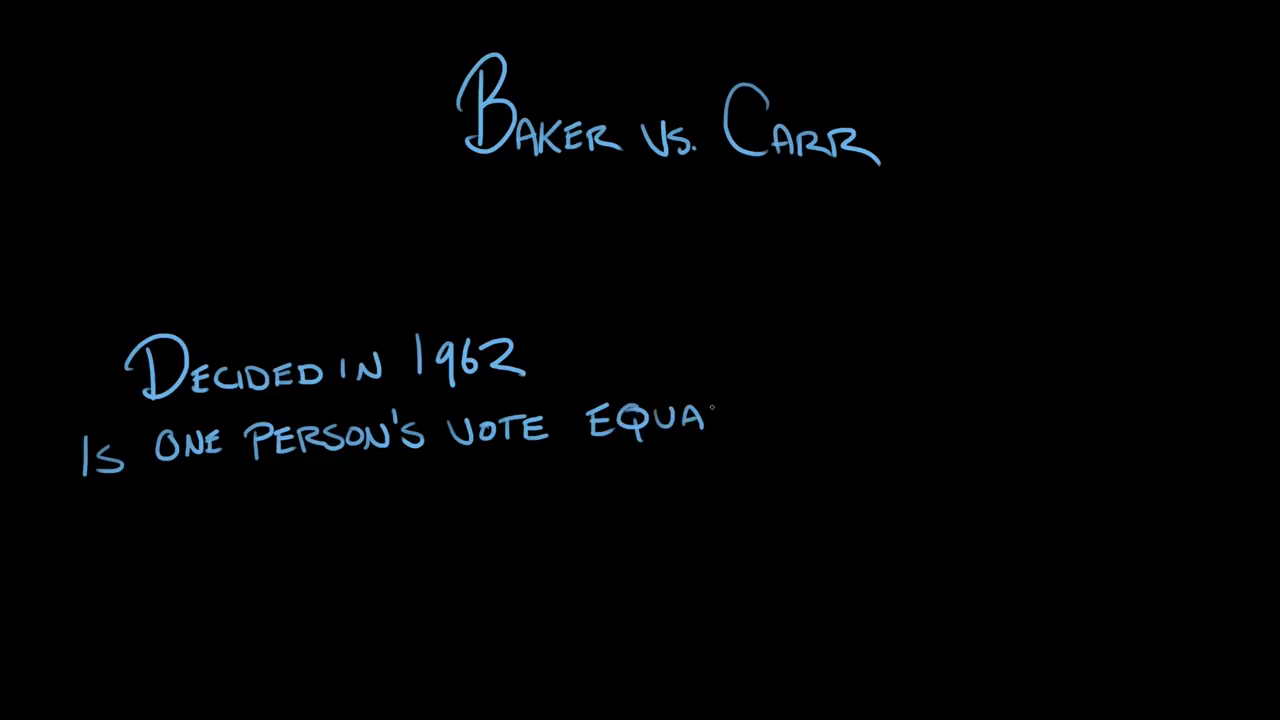 BAKER VS. CARR
DECIDED IN 1962
IS ONE PERSON'S VOTE EQUA